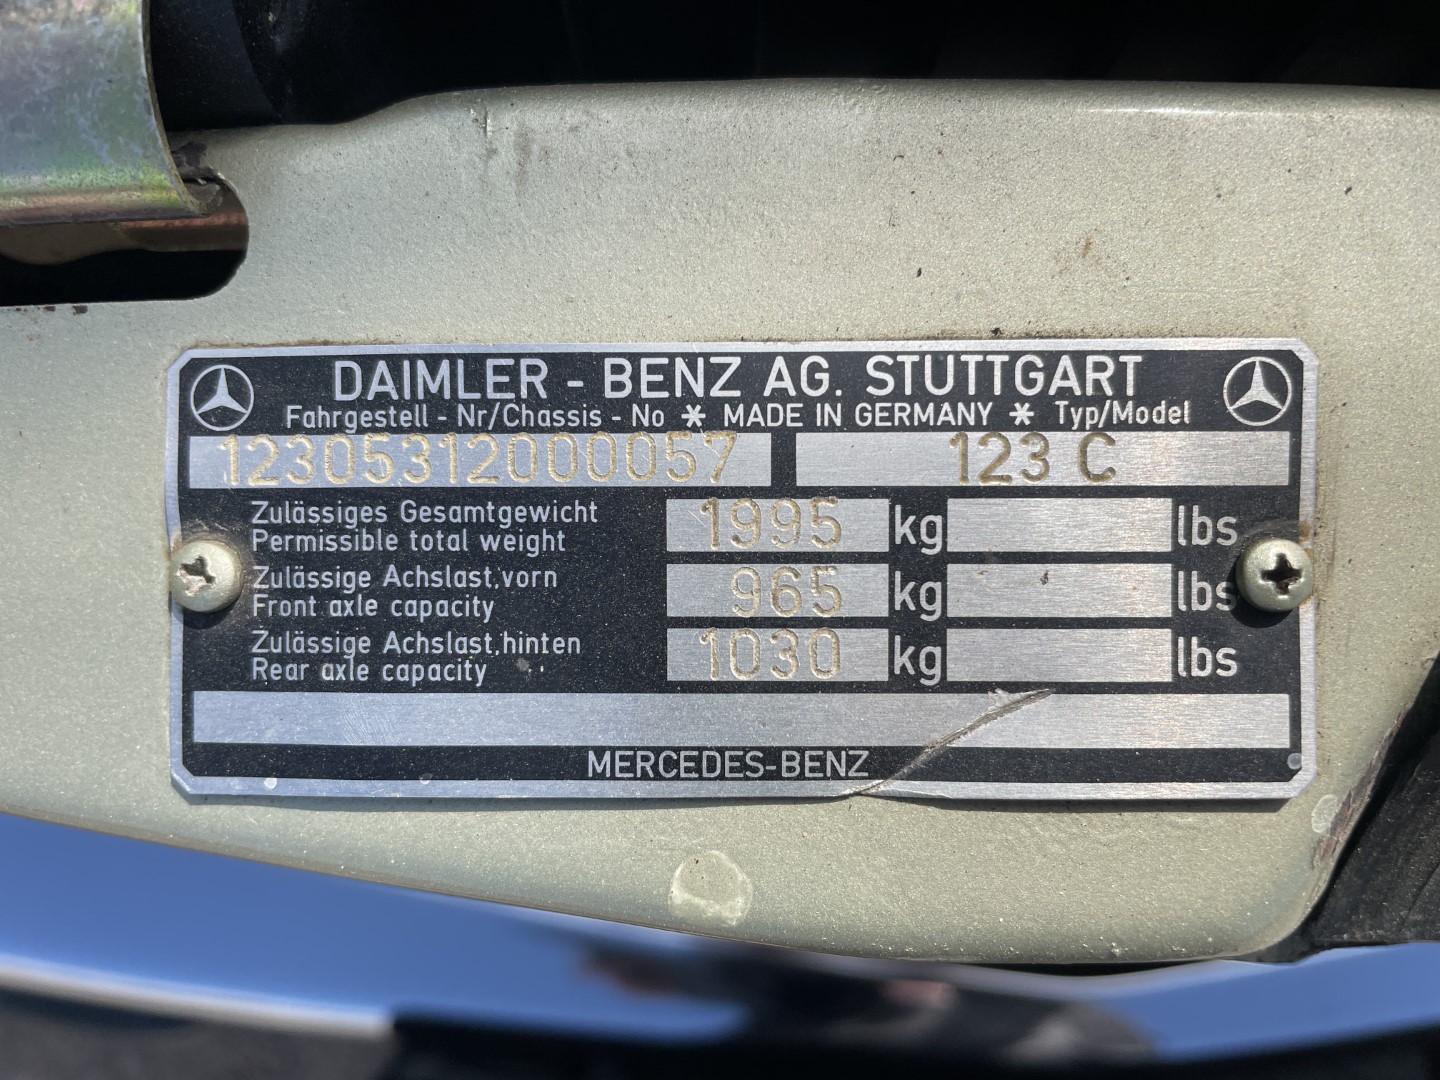 DAIMLER - BENZ AG. STUTTGART
Fahrgestell - Nr/Chassis - No * MADE IN GERMANY * Typ/Model
12305312000057 123 C
Zulässiges Gesamtgewicht
Permissible total weight 1995 kg lbs
Zulässige Achslast,vorn
Front axle capacity 965 kg lbs
Zulässige Achslast,hinten
Rear axle capacity 1030 kg lbs
MERCEDES-BENZ